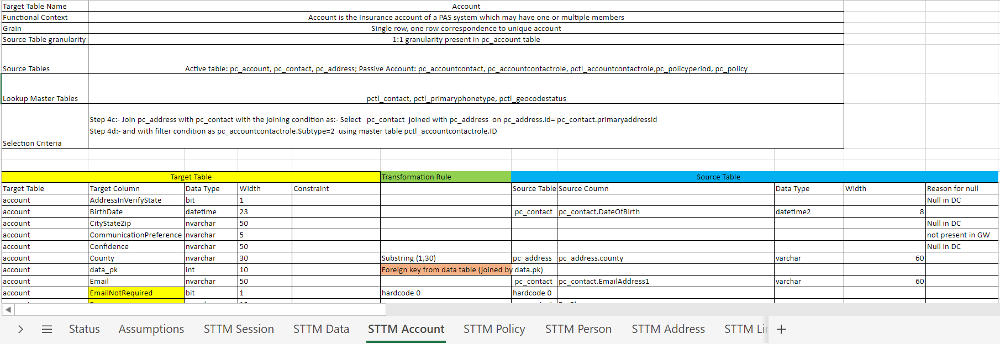 Target Table Name Account
Functional Context Account is the Insurance account of a PAS system which may have one or multiple members
Grain Single row, one row correspondence to unique account
Source Table granularity 1:1 granularity present in pc_account table
Source Tables Active table: pc_account, pc_contact, pc_address; Passive Account: pc_accountcontact, pc_accountcontactrole, pctl_accountcontactrole,pc_policyperiod, pc_policy
Lookup Master Tables pctl_contact, pctl_primaryphonetype, pctl_geocodestatus
Step 4c:- Join pc_address with pc_contact with the joining condition as:- Select pc_contact joined with pc_address on pc_address.id= pc_contact.primaryaddressid
Step 4d:- and with filter condition as pc_accountcontactrole.Subtype=2 using master table pctl_accountcontactrole.ID
Selection Criteria
Target Table Transformation Rule Source Table
Target Table Target Column Data Type Width Constraint Source Table Source Coumn Data Type Width Reason for null
account AddressInVerifyState bit 1 Null in DC
account BirthDate datetime 23 pc_contact pc_contact.DateOfBirth datetime2 8
account CityStateZip nvarchar 50 Null in DC
account CommunicationPreference nvarchar 5 not present in GW
account Confidence nvarchar 50 Null in DC
account County nvarchar 30 Substring (1,30) pc_address pc_address.county varchar 60
account data_pk int 10 Foreign key from data table (joined by data.pk)
account Email nvarchar 50 pc_contact pc_contact.EmailAddress1 varchar 60
account EmailNotRequired bit 1 hardcode 0 hardcode 0
Status Assumptions STTM Session STTM Data STTM Account STTM Policy STTM Person STTM Address STTM